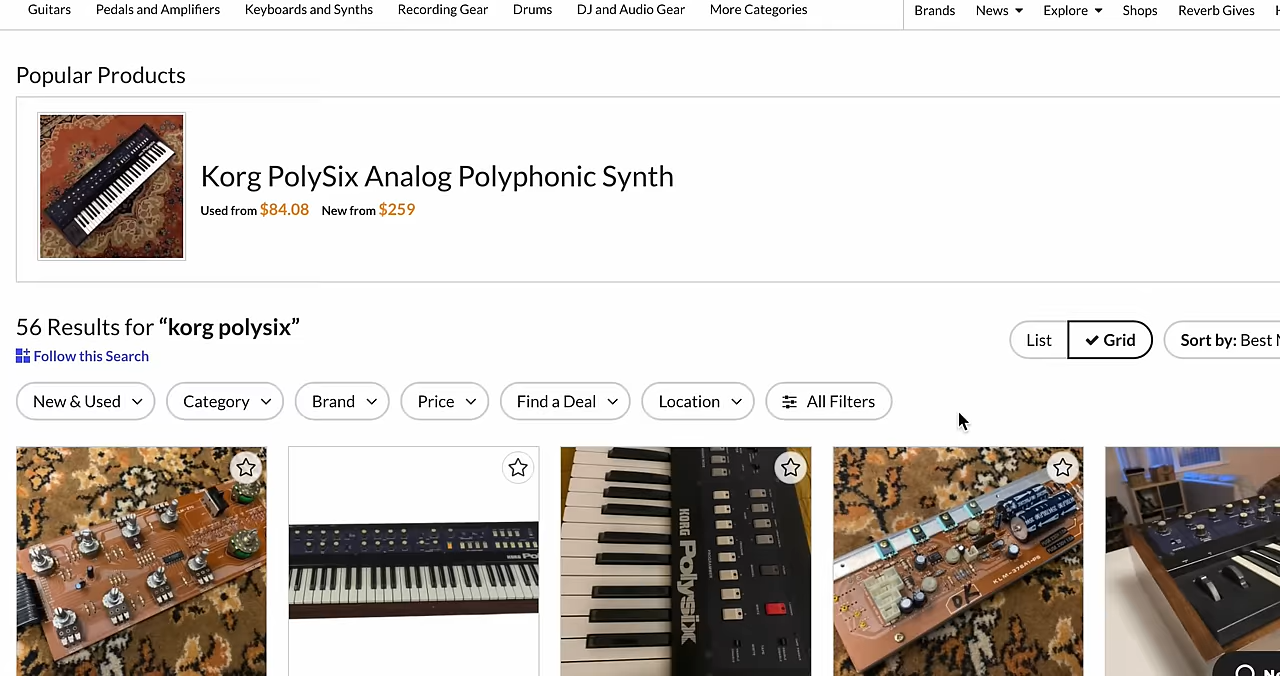 Guitars Pedals and Amplifiers Keyboards and Synths Recording Gear Drums DJ and Audio Gear More Categories Brands News Explore Shops Reverb Gives
Popular Products
Korg PolySix Analog Polyphonic Synth
Used from $84.08 New from $259
56 Results for “korg polysix”
Follow this Search
List Grid Sort by: Best
New & Used Category Brand Price Find a Deal Location All Filters
KORG Polysix
KLM-375A1